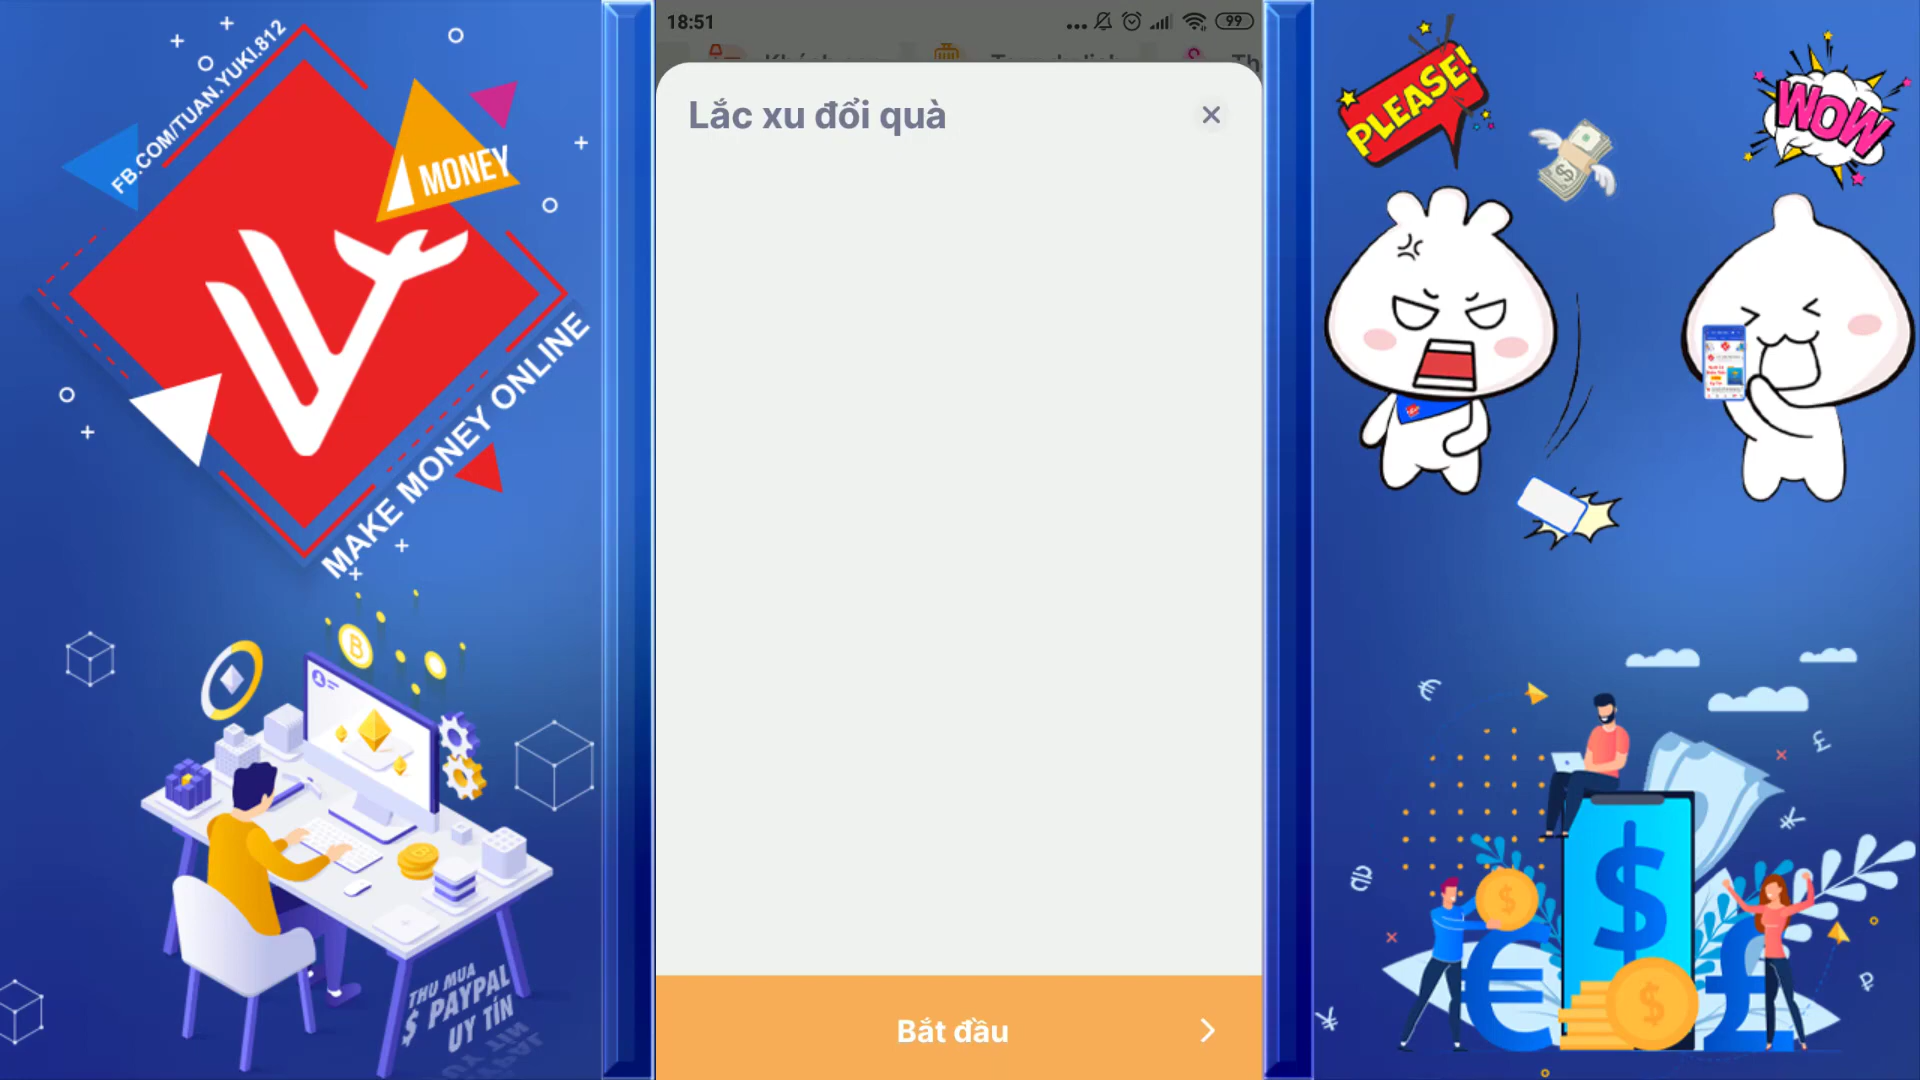 FB.COM/TUAN.YUKI.812
MONEY
MAKE MONEY ONLINE
THU MUA
$ PAYPAL
UY TÍN
18:51
99
Lắc xu đổi quà
Bắt đầu
PLEASE!
WOW